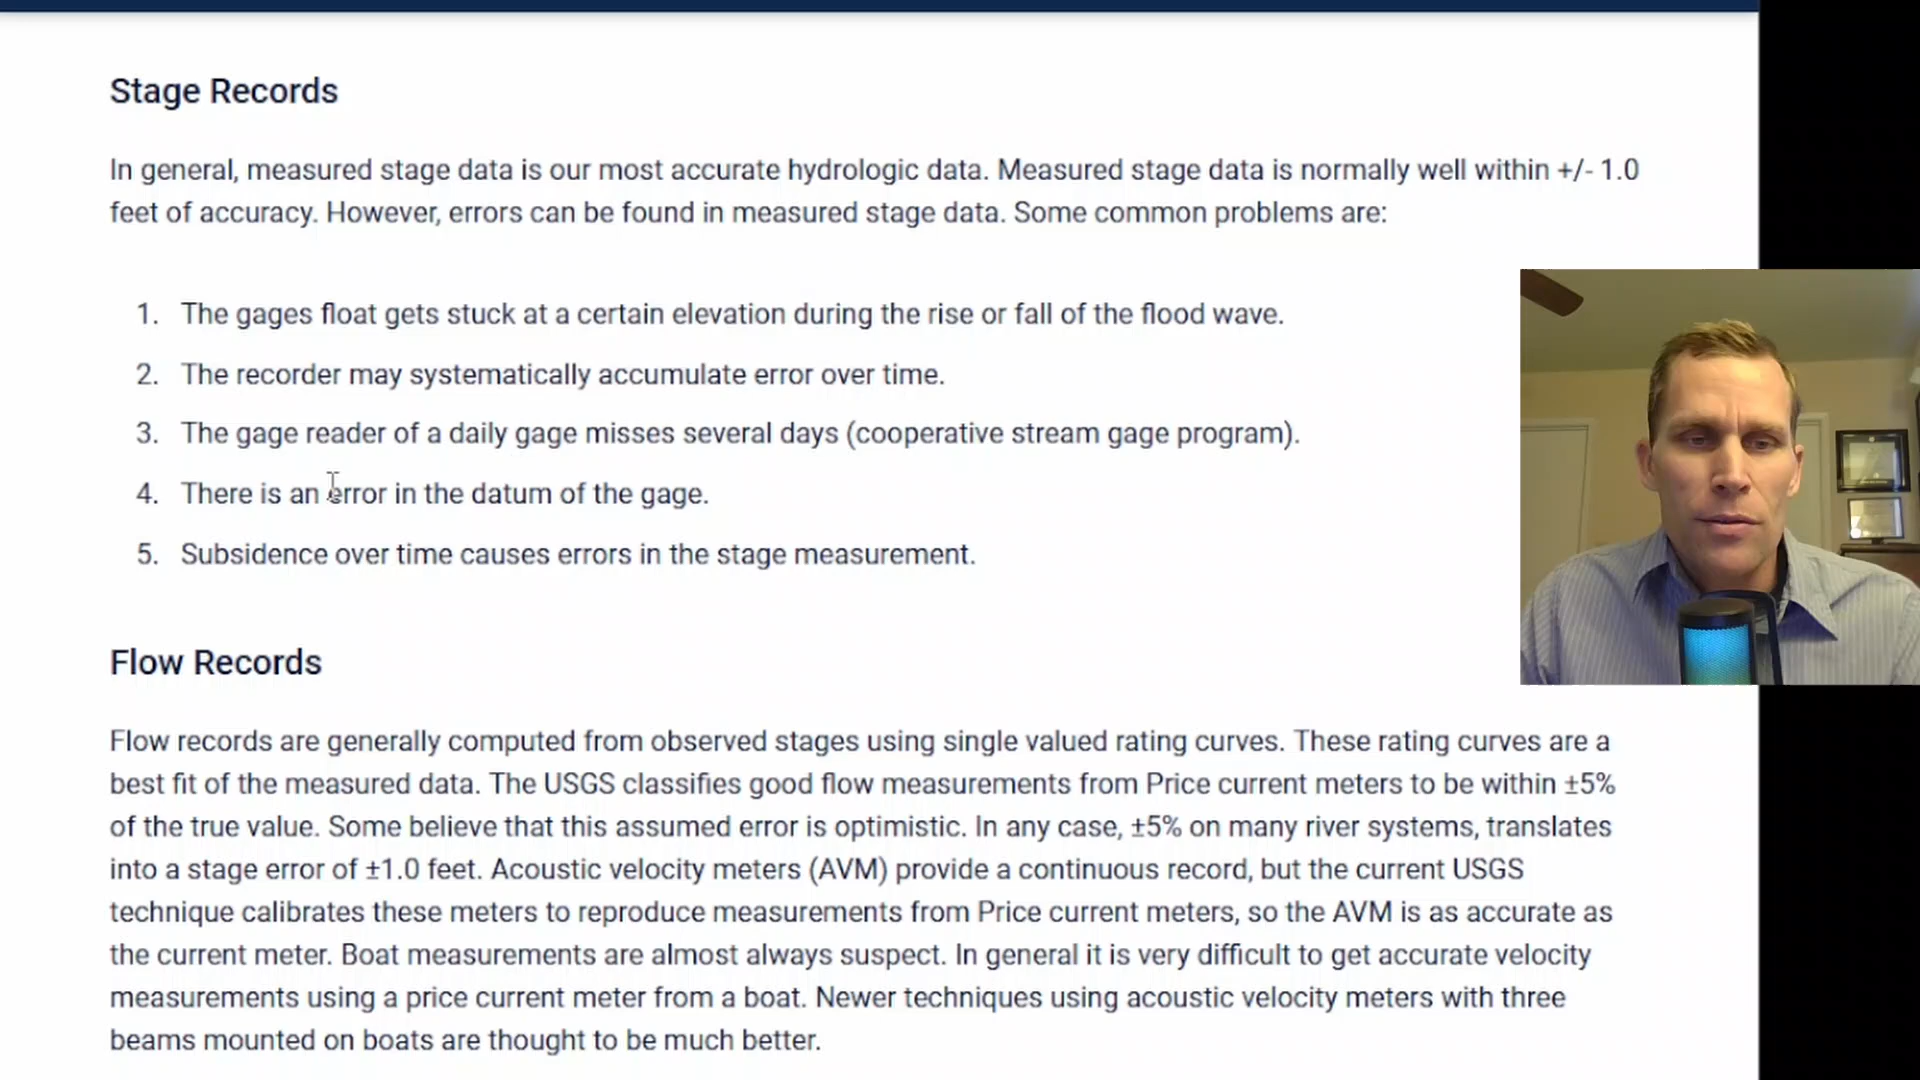 Stage Records
In general, measured stage data is our most accurate hydrologic data. Measured stage data is normally well within +/- 1.0
feet of accuracy. However, errors can be found in measured stage data. Some common problems are:
1. The gages float gets stuck at a certain elevation during the rise or fall of the flood wave.
2. The recorder may systematically accumulate error over time.
3. The gage reader of a daily gage misses several days (cooperative stream gage program).
4. There is an error in the datum of the gage.
5. Subsidence over time causes errors in the stage measurement.
Flow Records
Flow records are generally computed from observed stages using single valued rating curves. These rating curves are a
best fit of the measured data. The USGS classifies good flow measurements from Price current meters to be within ±5%
of the true value. Some believe that this assumed error is optimistic. In any case, ±5% on many river systems, translates
into a stage error of ±1.0 feet. Acoustic velocity meters (AVM) provide a continuous record, but the current USGS
technique calibrates these meters to reproduce measurements from Price current meters, so the AVM is as accurate as
the current meter. Boat measurements are almost always suspect. In general it is very difficult to get accurate velocity
measurements using a price current meter from a boat. Newer techniques using acoustic velocity meters with three
beams mounted on boats are thought to be much better.